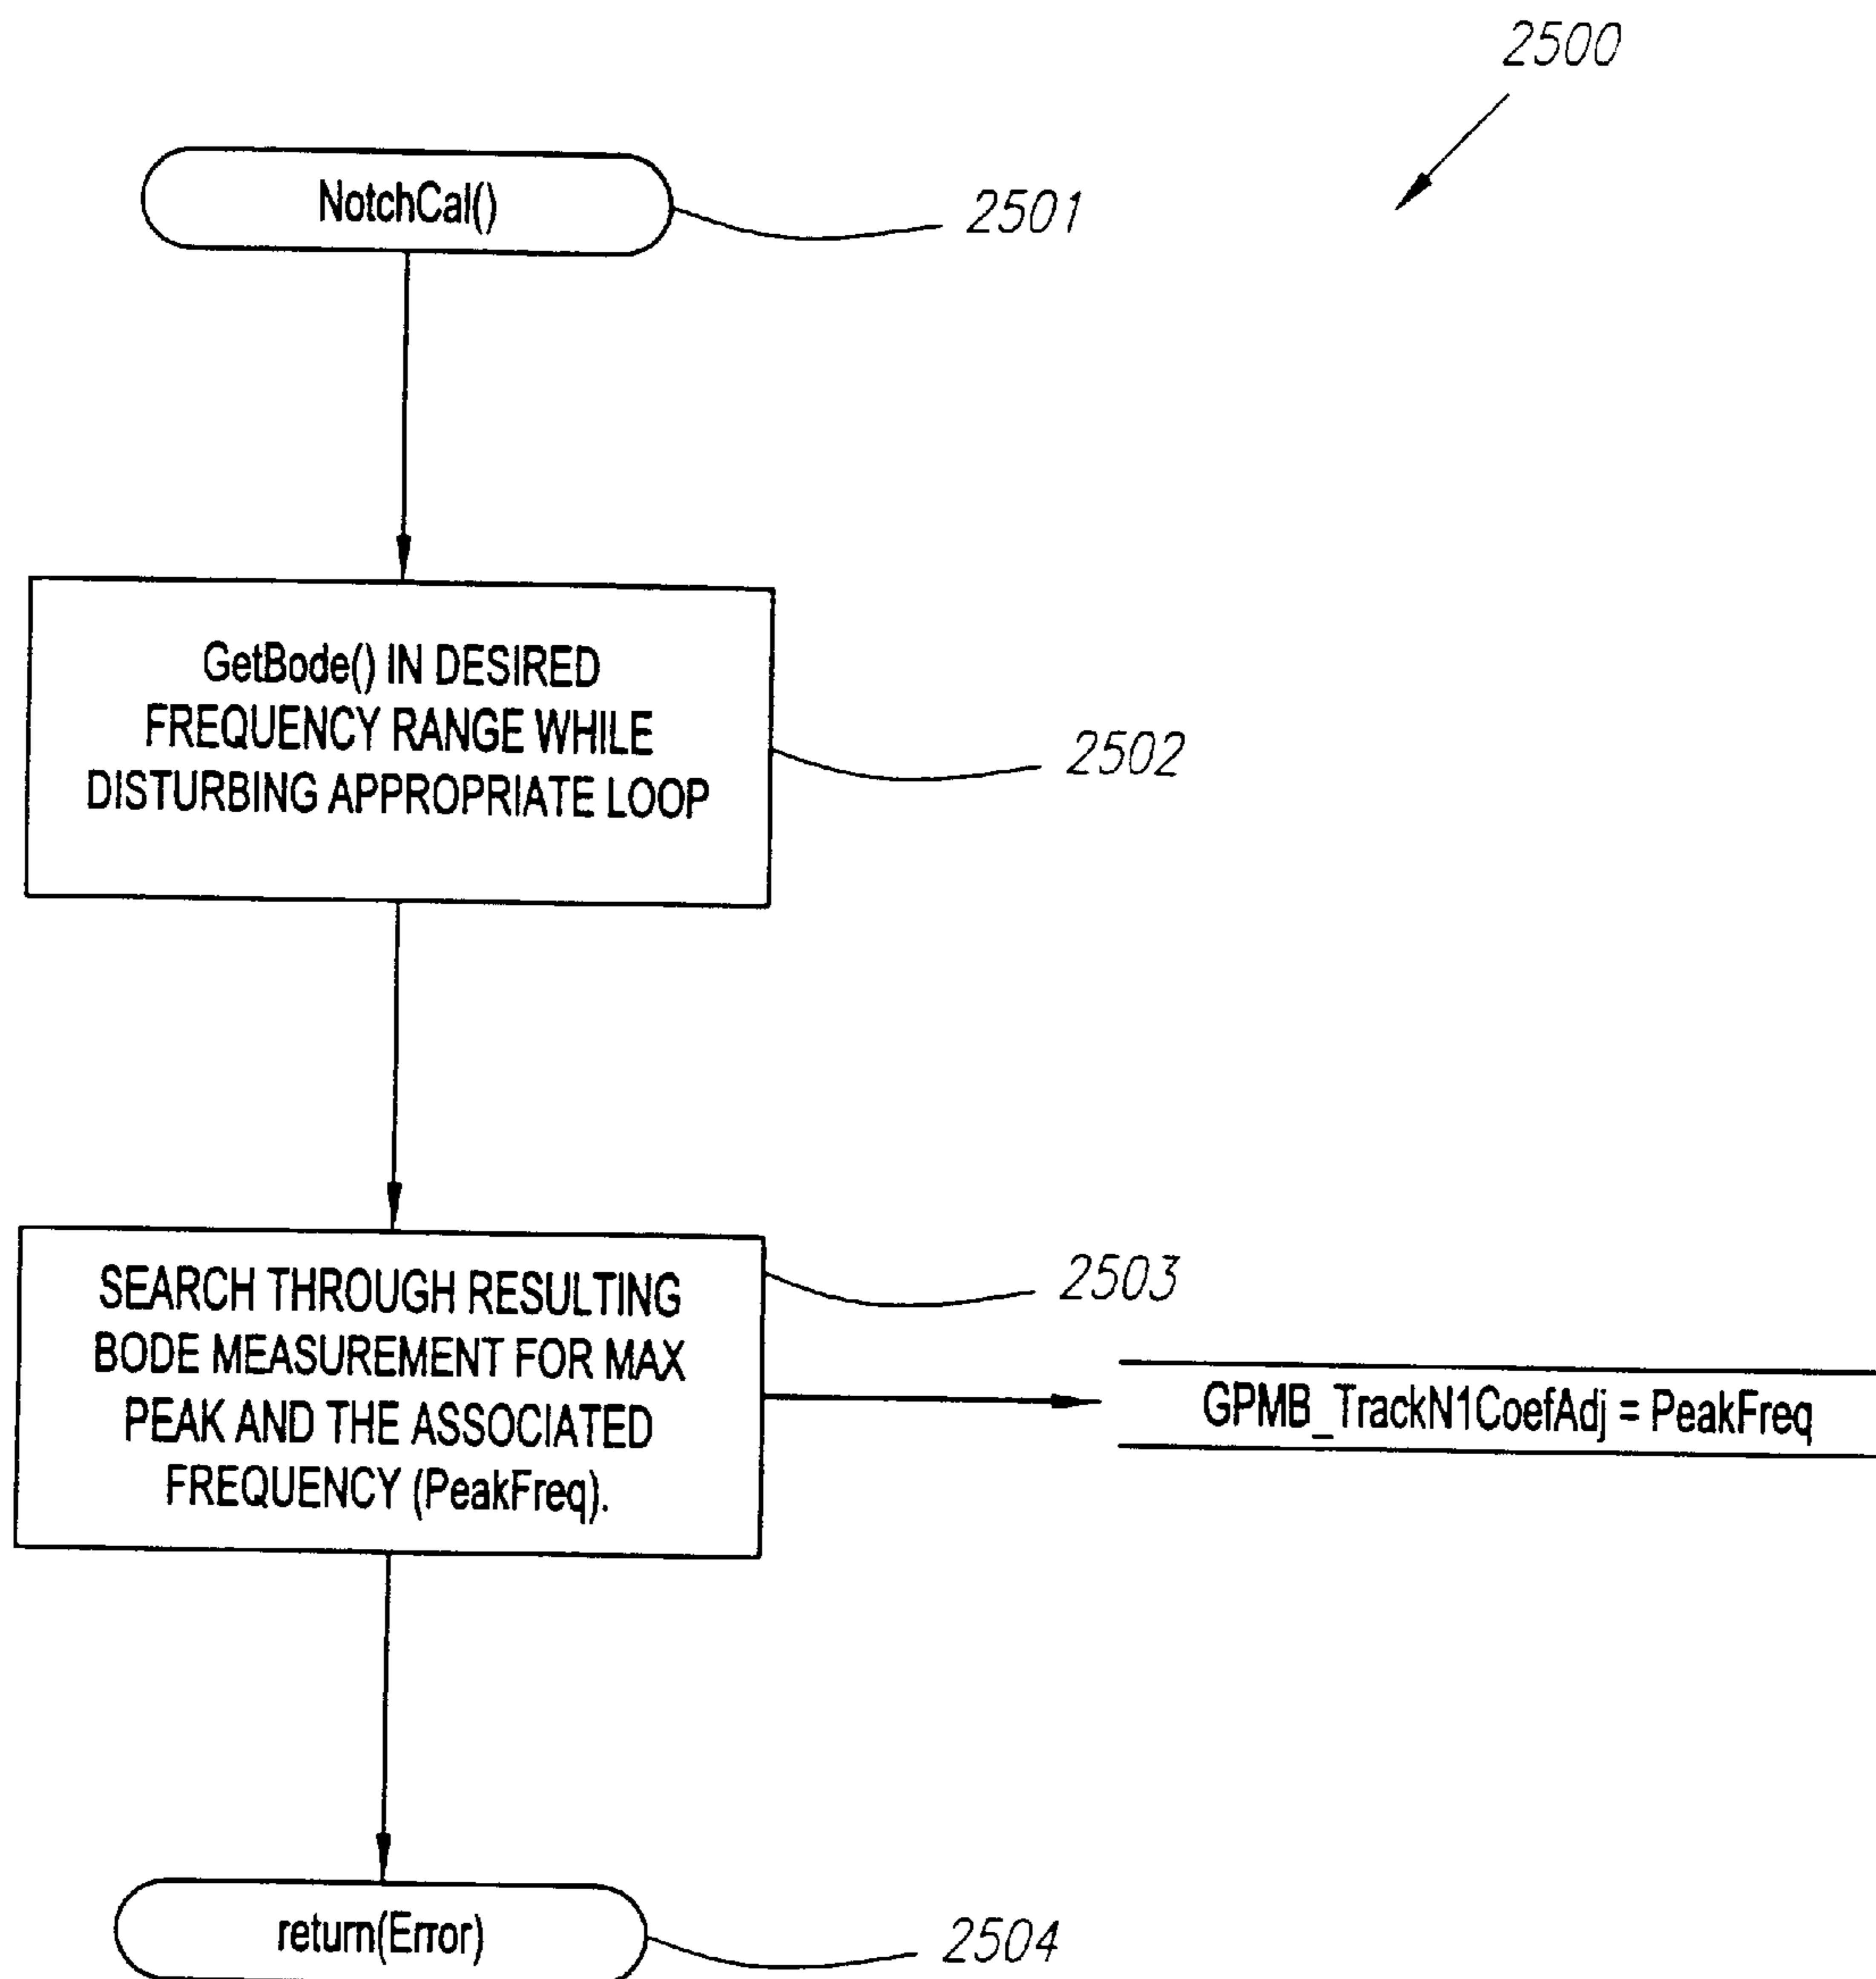 2500
NotchCal()
2501
GetBode() IN DESIRED
FREQUENCY RANGE WHILE
DISTURBING APPROPRIATE LOOP
2502
SEARCH THROUGH RESULTING
BODE MEASUREMENT FOR MAX
PEAK AND THE ASSOCIATED
FREQUENCY (PeakFreq).
2503
GPMB_TrackN1CoefAdj = PeakFreq
return(Error)
2504